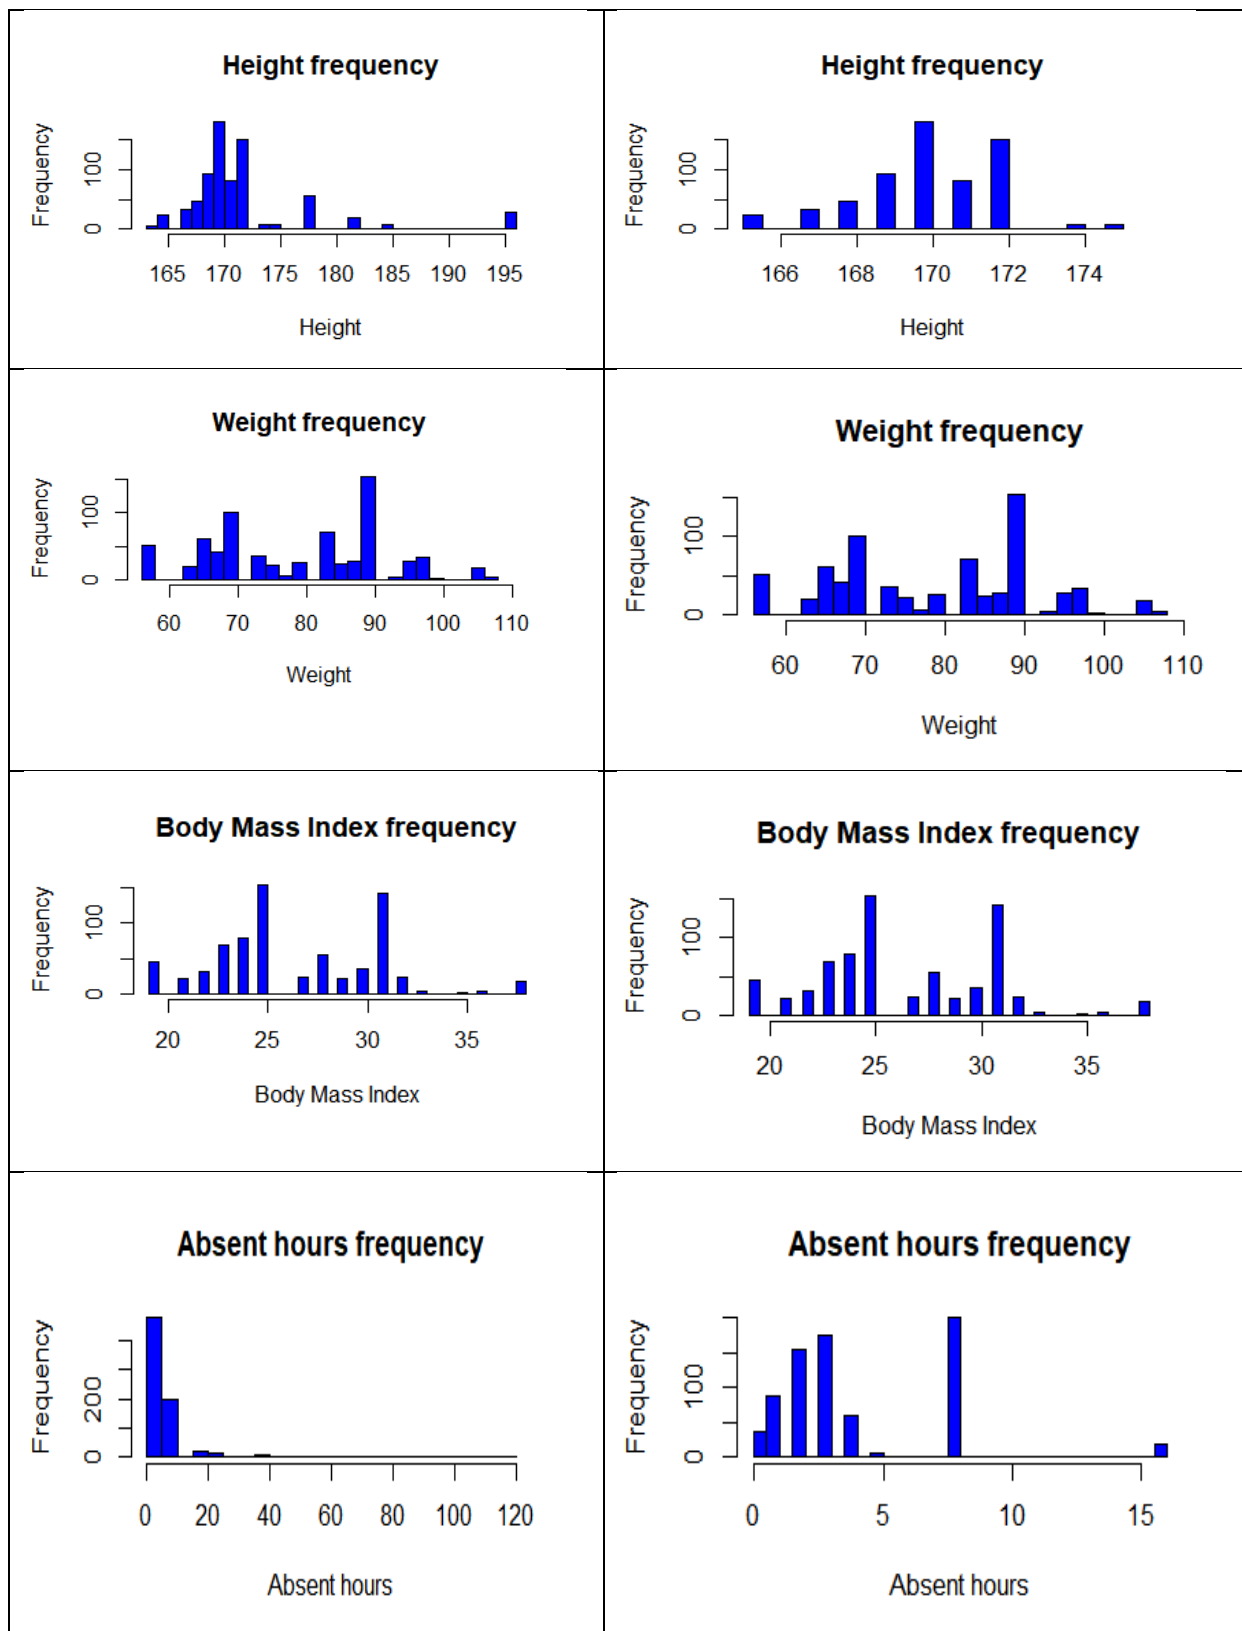 Height frequency
Frequency
0 100
165 170 175 180 185 190 195
Height
Height frequency
Frequency
0 100
166 168 170 172 174
Height
Weight frequency
Frequency
0 100
60 70 80 90 100 110
Weight
Weight frequency
Frequency
0 100
60 70 80 90 100 110
Weight
Body Mass Index frequency
Frequency
0 100
20 25 30 35
Body Mass Index
Body Mass Index frequency
Frequency
0 100
20 25 30 35
Body Mass Index
Absent hours frequency
Frequency
0 200
0 20 40 60 80 100 120
Absent hours
Absent hours frequency
Frequency
0 100
0 5 10 15
Absent hours